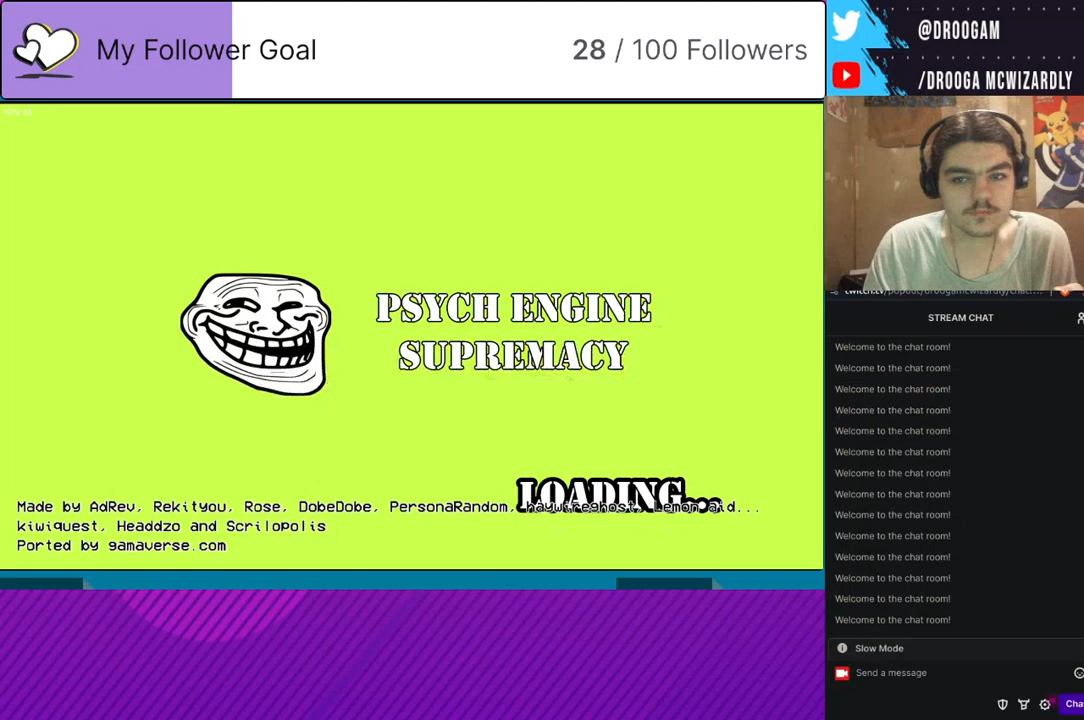 My Follower Goal
28 / 100 Followers
@DROOGAM
/DROOGA MCWIZARDLY
PSYCH ENGINE
SUPREMACY
LOADING...
Made by AdRev, Rekityou, Rose, DobeDobe, PersonaRandom, haywireghost, Lemon aid...
kiwiquest, Headdzo and Scrilopolis
Ported by gamaverse.com
STREAM CHAT
Welcome to the chat room!
Welcome to the chat room!
Welcome to the chat room!
Welcome to the chat room!
Welcome to the chat room!
Welcome to the chat room!
Welcome to the chat room!
Welcome to the chat room!
Welcome to the chat room!
Welcome to the chat room!
Welcome to the chat room!
Welcome to the chat room!
Welcome to the chat room!
Welcome to the chat room!
Slow Mode
Send a message
Cha